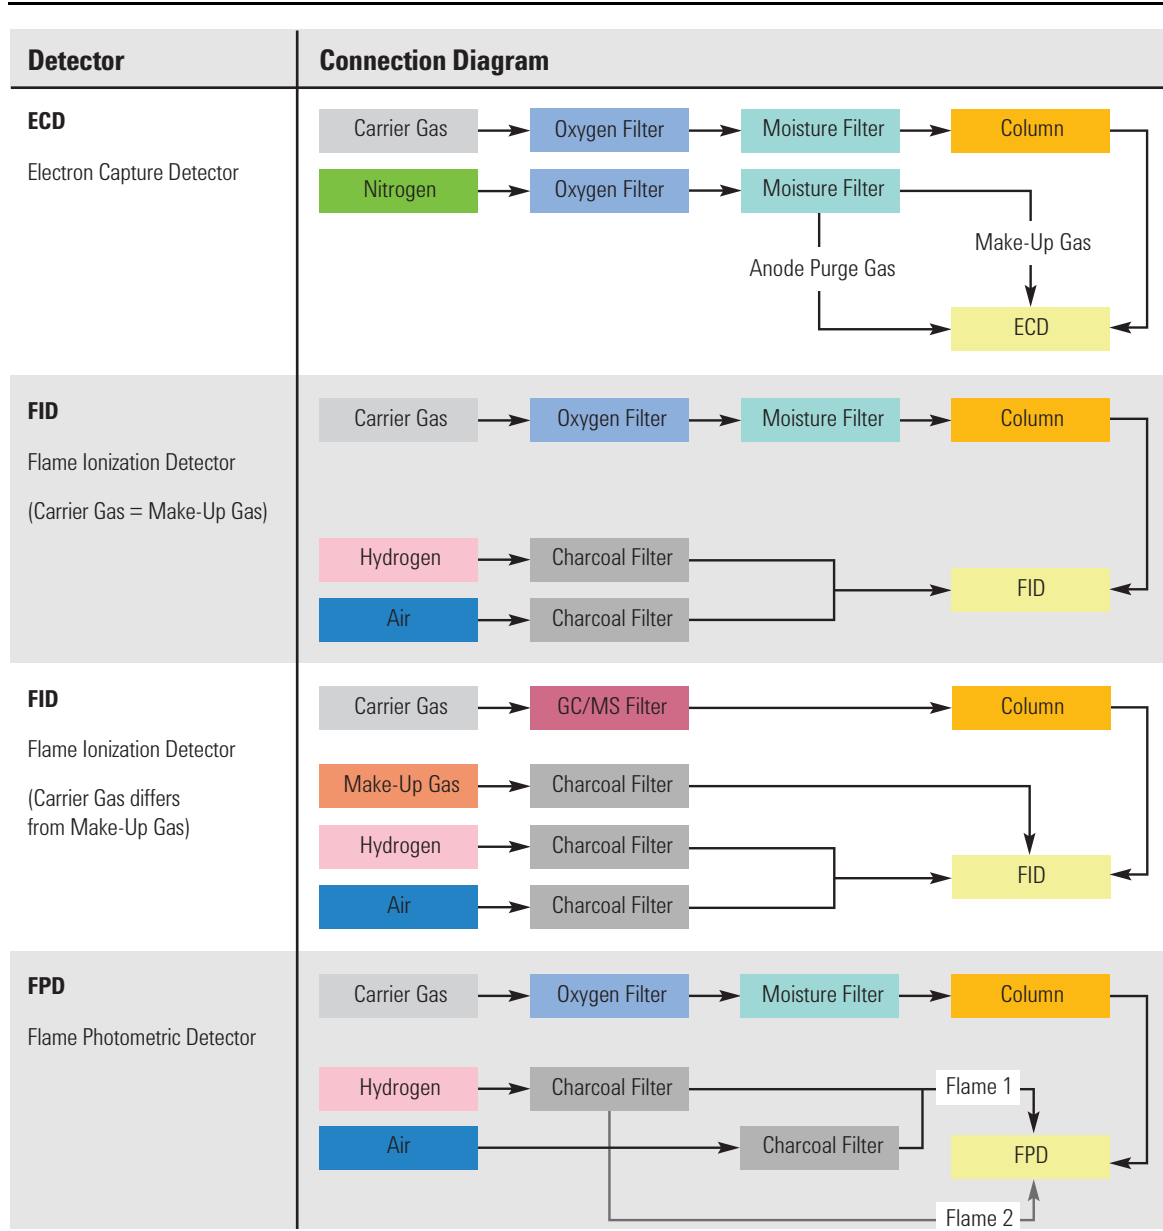 Detector
Connection Diagram
ECD
Electron Capture Detector
Carrier Gas
Oxygen Filter
Moisture Filter
Column
Nitrogen
Oxygen Filter
Moisture Filter
Make-Up Gas
Anode Purge Gas
ECD
FID
Flame Ionization Detector
(Carrier Gas = Make-Up Gas)
Carrier Gas
Oxygen Filter
Moisture Filter
Column
Hydrogen
Charcoal Filter
FID
Air
Charcoal Filter
FID
Flame Ionization Detector
(Carrier Gas differs
from Make-Up Gas)
Carrier Gas
GC/MS Filter
Column
Make-Up Gas
Charcoal Filter
Hydrogen
Charcoal Filter
FID
Air
Charcoal Filter
FPD
Flame Photometric Detector
Carrier Gas
Oxygen Filter
Moisture Filter
Column
Hydrogen
Charcoal Filter
Flame 1
Air
Charcoal Filter
FPD
Flame 2